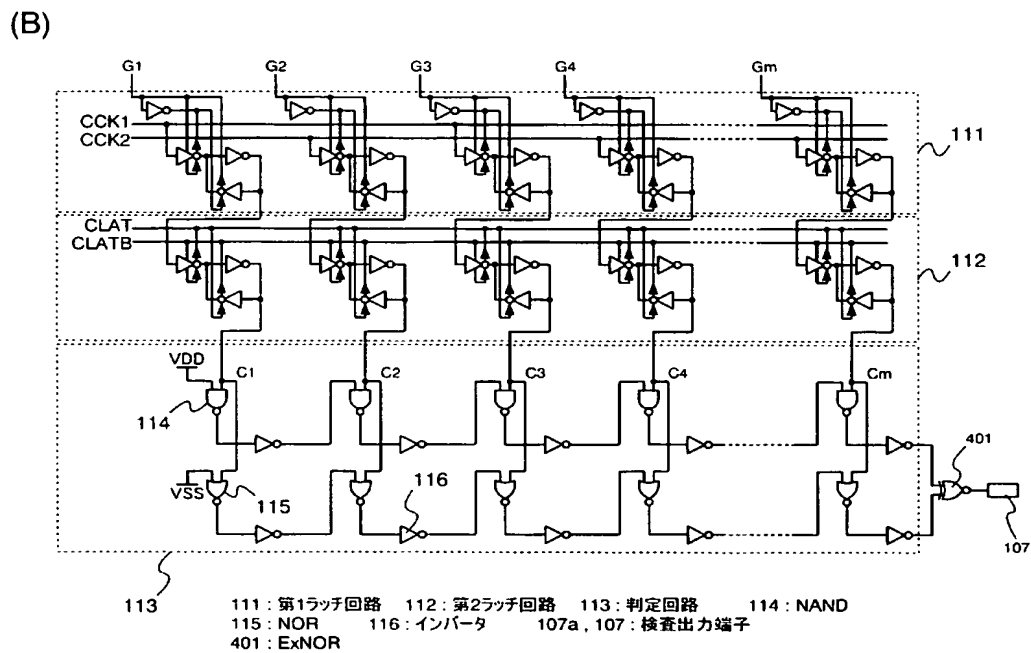 (B)
G1 G2 G3 G4 Gm
CCK1
CCK2
111
CLAT
CLATB
112
VDD C1 C2 C3 C4 Cm
114
401
VSS 115 116
107
113
111 : 第1ラッチ回路 112 : 第2ラッチ回路 113 : 判定回路 114 : NAND
115 : NOR 116 : インバータ 107a , 107 : 検査出力端子
401 : ExNOR